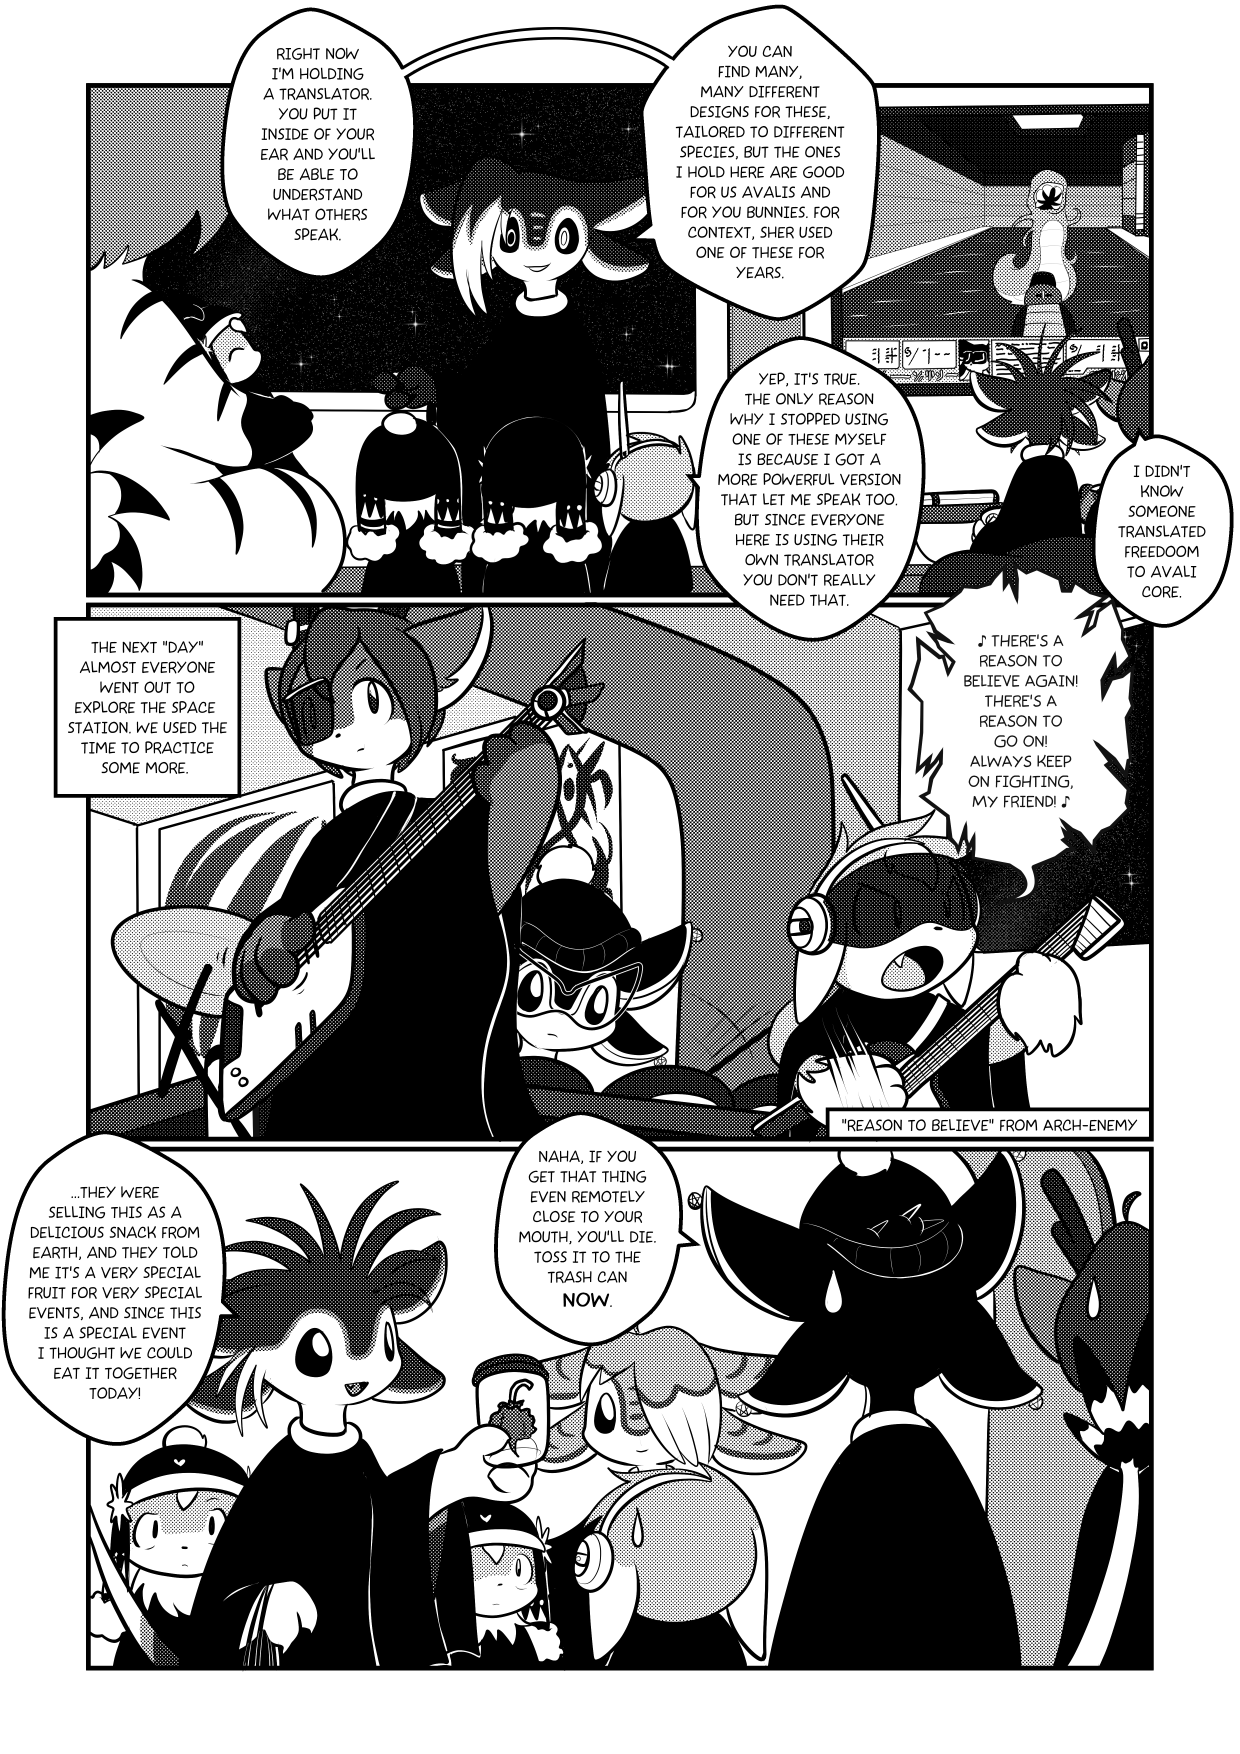 RIGHT NOW
I'M HOLDING
A TRANSLATOR.
YOU PUT IT
INSIDE OF YOUR
EAR AND YOU'LL
BE ABLE TO
UNDERSTAND
WHAT OTHERS
SPEAK.
YOU CAN
FIND MANY,
MANY DIFFERENT
DESIGNS FOR THESE,
TAILORED TO DIFFERENT
SPECIES, BUT THE ONES
I HOLD HERE ARE GOOD
FOR US AVALIS AND
FOR YOU BUNNIES. FOR
CONTEXT, SHER USED
ONE OF THESE FOR
YEARS.
YEP, IT'S TRUE.
THE ONLY REASON
WHY I STOPPED USING
ONE OF THESE MYSELF
IS BECAUSE I GOT A
MORE POWERFUL VERSION
THAT LET ME SPEAK TOO.
BUT SINCE EVERYONE
HERE IS USING THEIR
OWN TRANSLATOR
YOU DON'T REALLY
NEED THAT.
I DIDN'T
KNOW
SOMEONE
TRANSLATED
FREEDOOM
TO AVALI
CORE.
THE NEXT "DAY"
ALMOST EVERYONE
WENT OUT TO
EXPLORE THE SPACE
STATION. WE USED THE
TIME TO PRACTICE
SOME MORE.
♪ THERE'S A
REASON TO
BELIEVE AGAIN!
THERE'S A
REASON TO
GO ON!
ALWAYS KEEP
ON FIGHTING,
MY FRIEND! ♪
"REASON TO BELIEVE" FROM ARCH-ENEMY
...THEY WERE
SELLING THIS AS A
DELICIOUS SNACK FROM
EARTH, AND THEY TOLD
ME IT'S A VERY SPECIAL
FRUIT FOR VERY SPECIAL
EVENTS, AND SINCE THIS
IS A SPECIAL EVENT
I THOUGHT WE COULD
EAT IT TOGETHER
TODAY!
NAHA, IF YOU
GET THAT THING
EVEN REMOTELY
CLOSE TO YOUR
MOUTH, YOU'LL DIE.
TOSS IT TO THE
TRASH CAN
NOW.